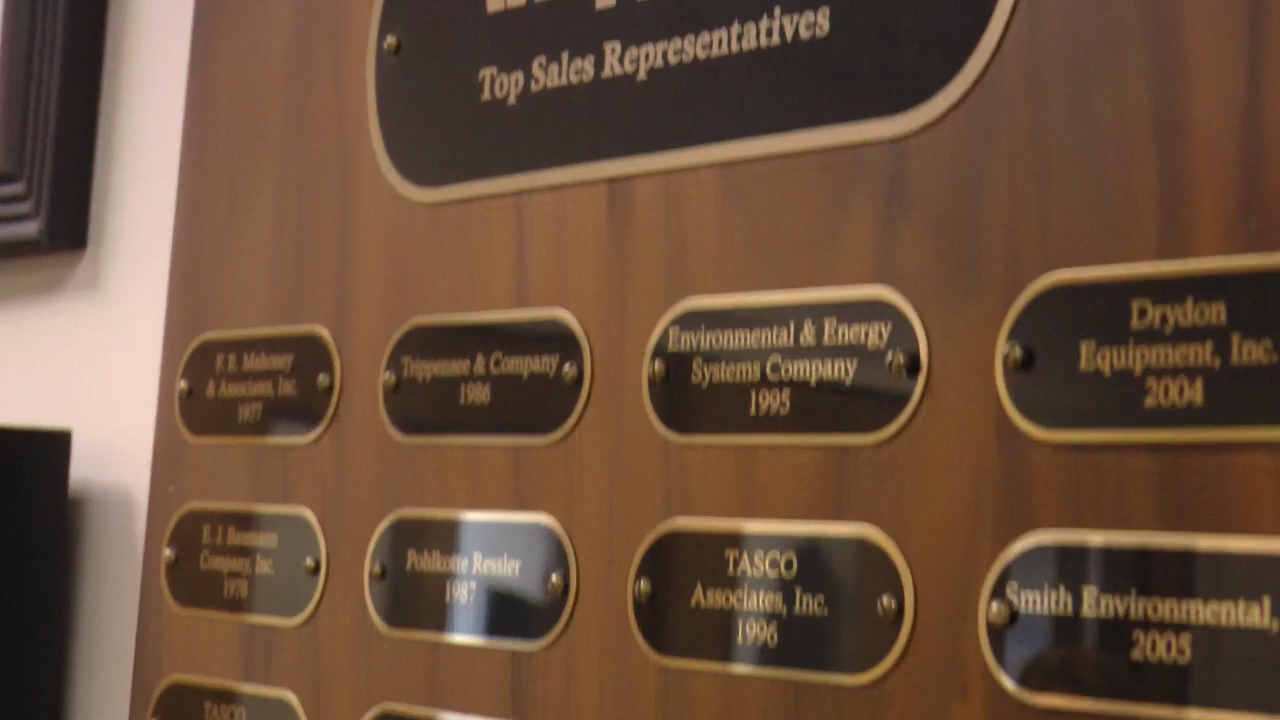 Top Sales Representatives
F. R. Mahoney
& Associates, Inc.
1977
Trippensee & Company
1986
Environmental & Energy
Systems Company
1995
Drydon
Equipment, Inc.
2004
E. J.
Company, Inc.
1978
Pohlkotte Ressler
1987
TASCO
Associates, Inc.
1996
Smith Environmental,
2005
TASCO